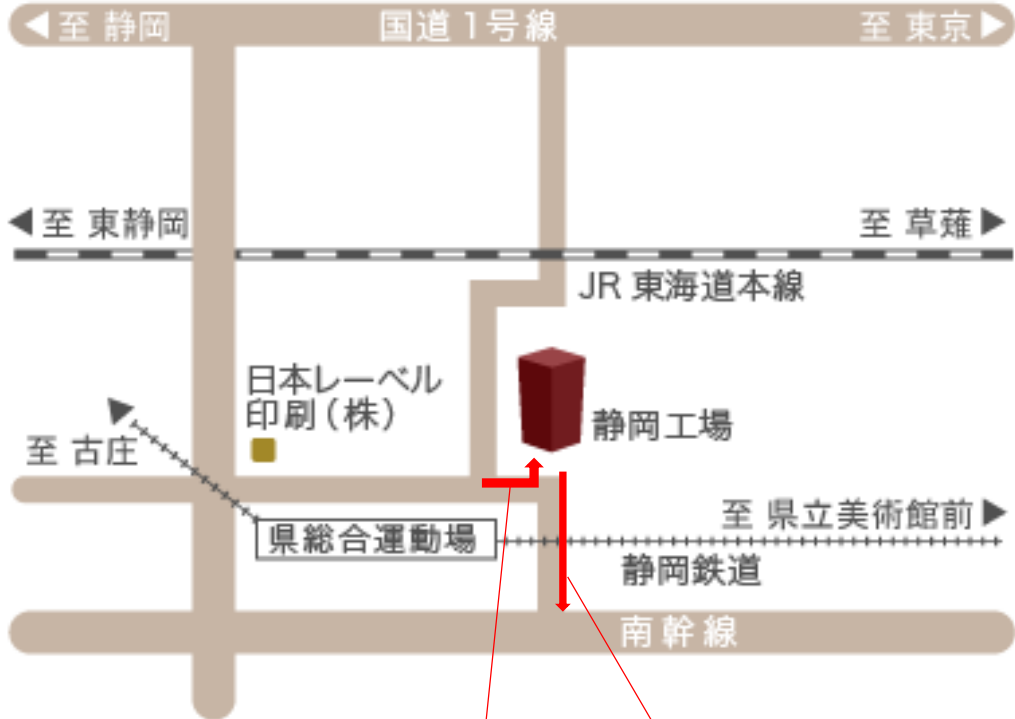 至 静岡
国道1号線
至 東京
至 東静岡
至 草薙
JR 東海道本線
日本レーベル
印刷（株）
静岡工場
至 古庄
至 県立美術館前
県総合運動場
静岡鉄道
南幹線